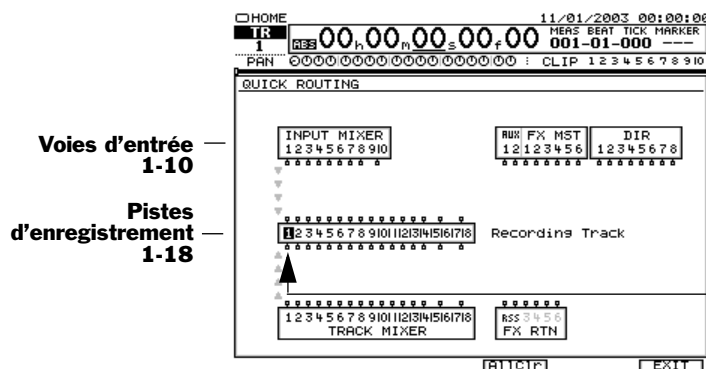 HOME 11/01/2003 00:00:00
TR 1 ABS 00h00m00s00f00 MEAS BEAT TICK MARKER
001-01-000 ---
PAN CLIP 1 2 3 4 5 6 7 8 9 10
QUICK ROUTING
Voies d'entrée
1-10
INPUT MIXER
1 2 3 4 5 6 7 8 9 10
AUX FX MST
1 2 1 2 3 4 5 6
DIR
1 2 3 4 5 6 7 8
Pistes
d'enregistrement
1-18
1 2 3 4 5 6 7 8 9 10 11 12 13 14 15 16 17 18 Recording Track
1 2 3 4 5 6 7 8 9 10 11 12 13 14 15 16 17 18
TRACK MIXER
RSS 3 4 5 6
FX RTN
AllClr EXIT